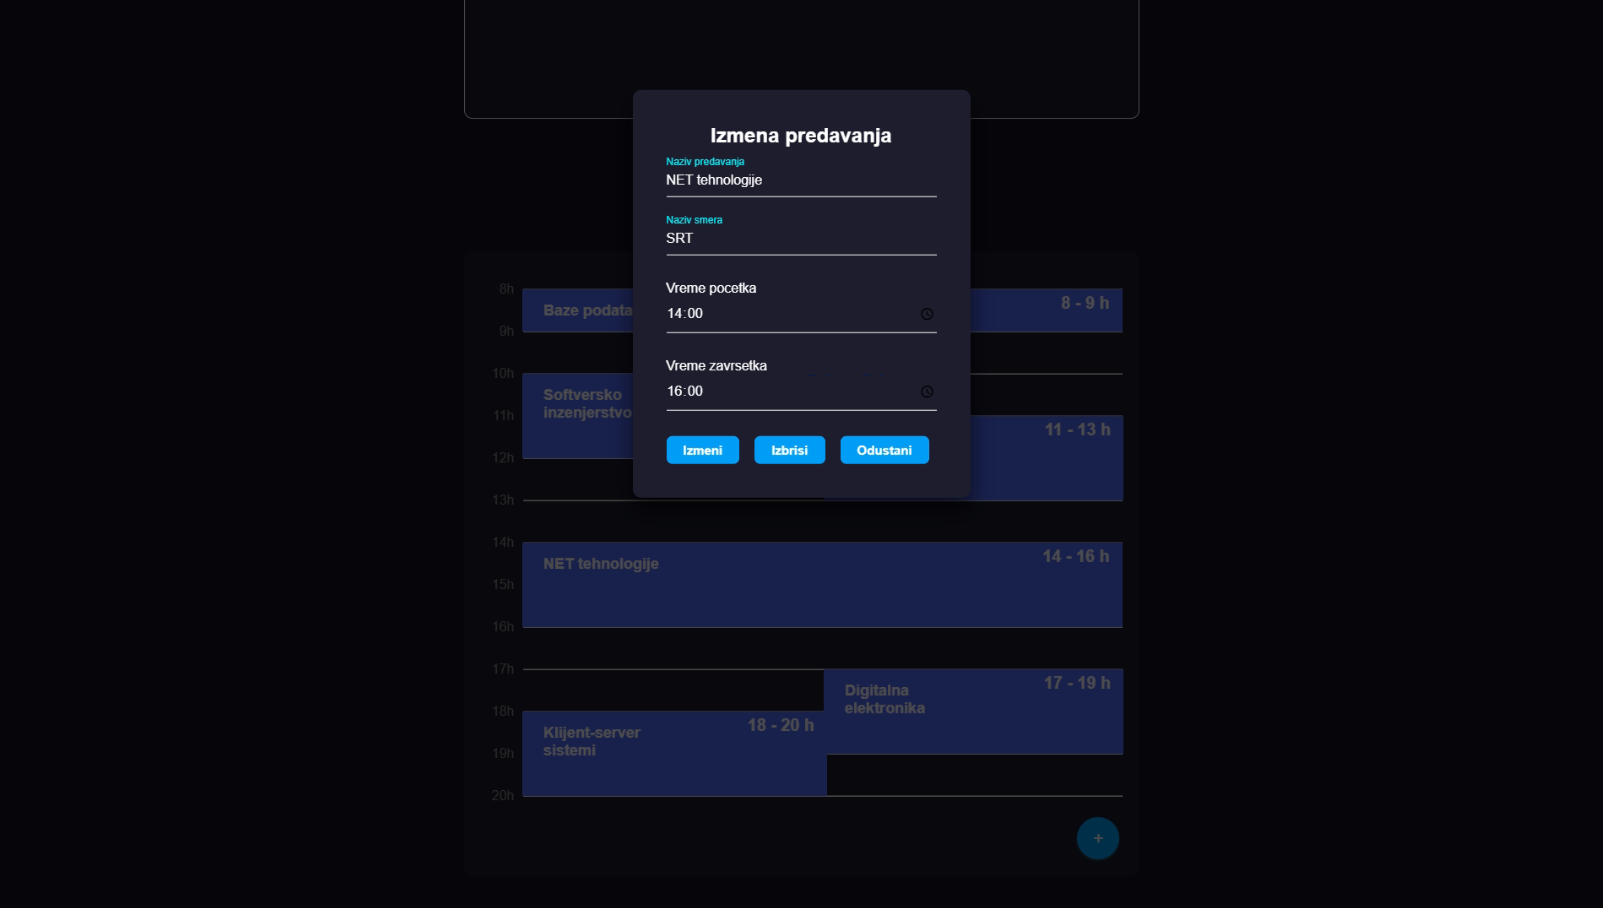 Izmena predavanja
Naziv predavanja
NET tehnologije
Naziv smera
SRT
Vreme pocetka
14:00
Vreme zavrsetka
16:00
Izmeni
Izbrisi
Odustani
8h
Baze podata
8 - 9 h
9h
10h
Softversko
inzenjerstvo
11h
11 - 13 h
12h
13h
14h
NET tehnologije
14 - 16 h
15h
16h
17h
Digitalna
elektronika
17 - 19 h
18h
Klijent-server
sistemi
18 - 20 h
19h
20h
+